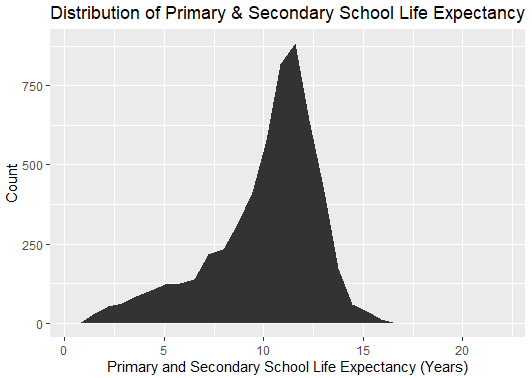 Distribution of Primary & Secondary School Life Expectancy
Count
750
500
250
0
0 5 10 15 20
Primary and Secondary School Life Expectancy (Years)